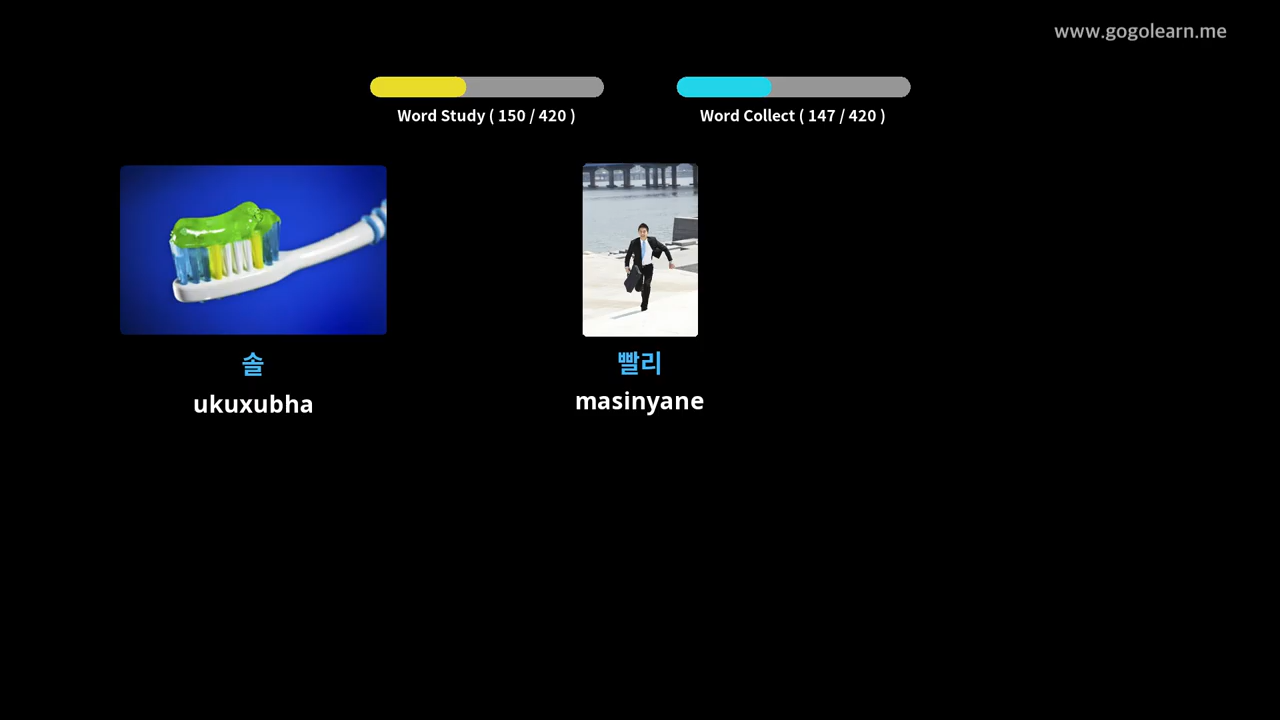 www.gogolearn.me
Word Study ( 150 / 420 )
Word Collect ( 147 / 420 )
솔
ukuxubha
빨리
masinyane